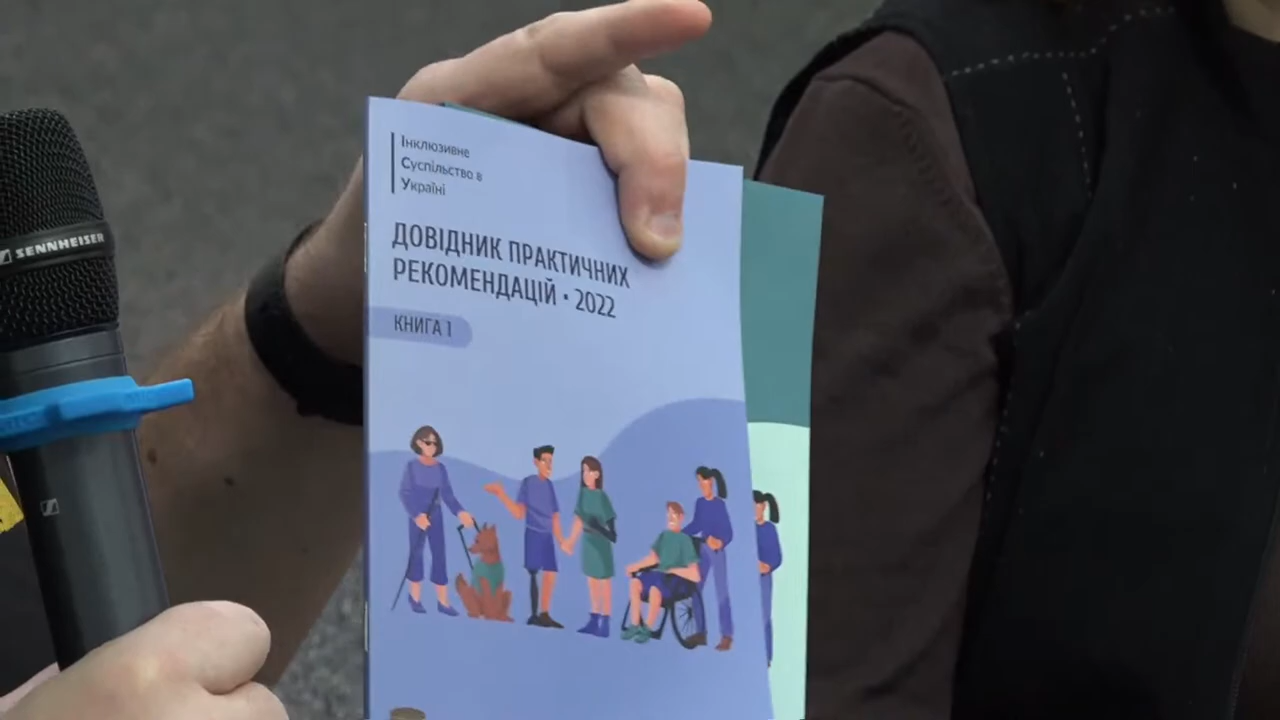 Інклюзивне
Суспільство в
Україні
ДОВІДНИК ПРАКТИЧНИХ
РЕКОМЕНДАЦІЙ · 2022
КНИГА 1
SENNHEISER